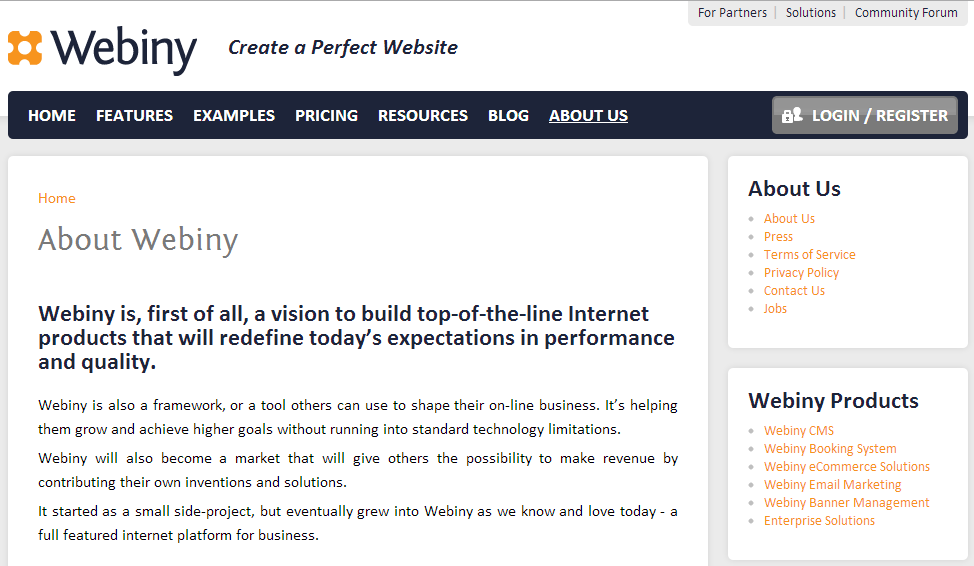 For Partners | Solutions | Community Forum
Webiny
Create a Perfect Website
HOME FEATURES EXAMPLES PRICING RESOURCES BLOG ABOUT US LOGIN / REGISTER
Home
About Webiny
Webiny is, first of all, a vision to build top-of-the-line Internet
products that will redefine today’s expectations in performance
and quality.
Webiny is also a framework, or a tool others can use to shape their on-line business. It’s helping
them grow and achieve higher goals without running into standard technology limitations.
Webiny will also become a market that will give others the possibility to make revenue by
contributing their own inventions and solutions.
It started as a small side-project, but eventually grew into Webiny as we know and love today - a
full featured internet platform for business.
About Us
About Us
Press
Terms of Service
Privacy Policy
Contact Us
Jobs
Webiny Products
Webiny CMS
Webiny Booking System
Webiny eCommerce Solutions
Webiny Email Marketing
Webiny Banner Management
Enterprise Solutions